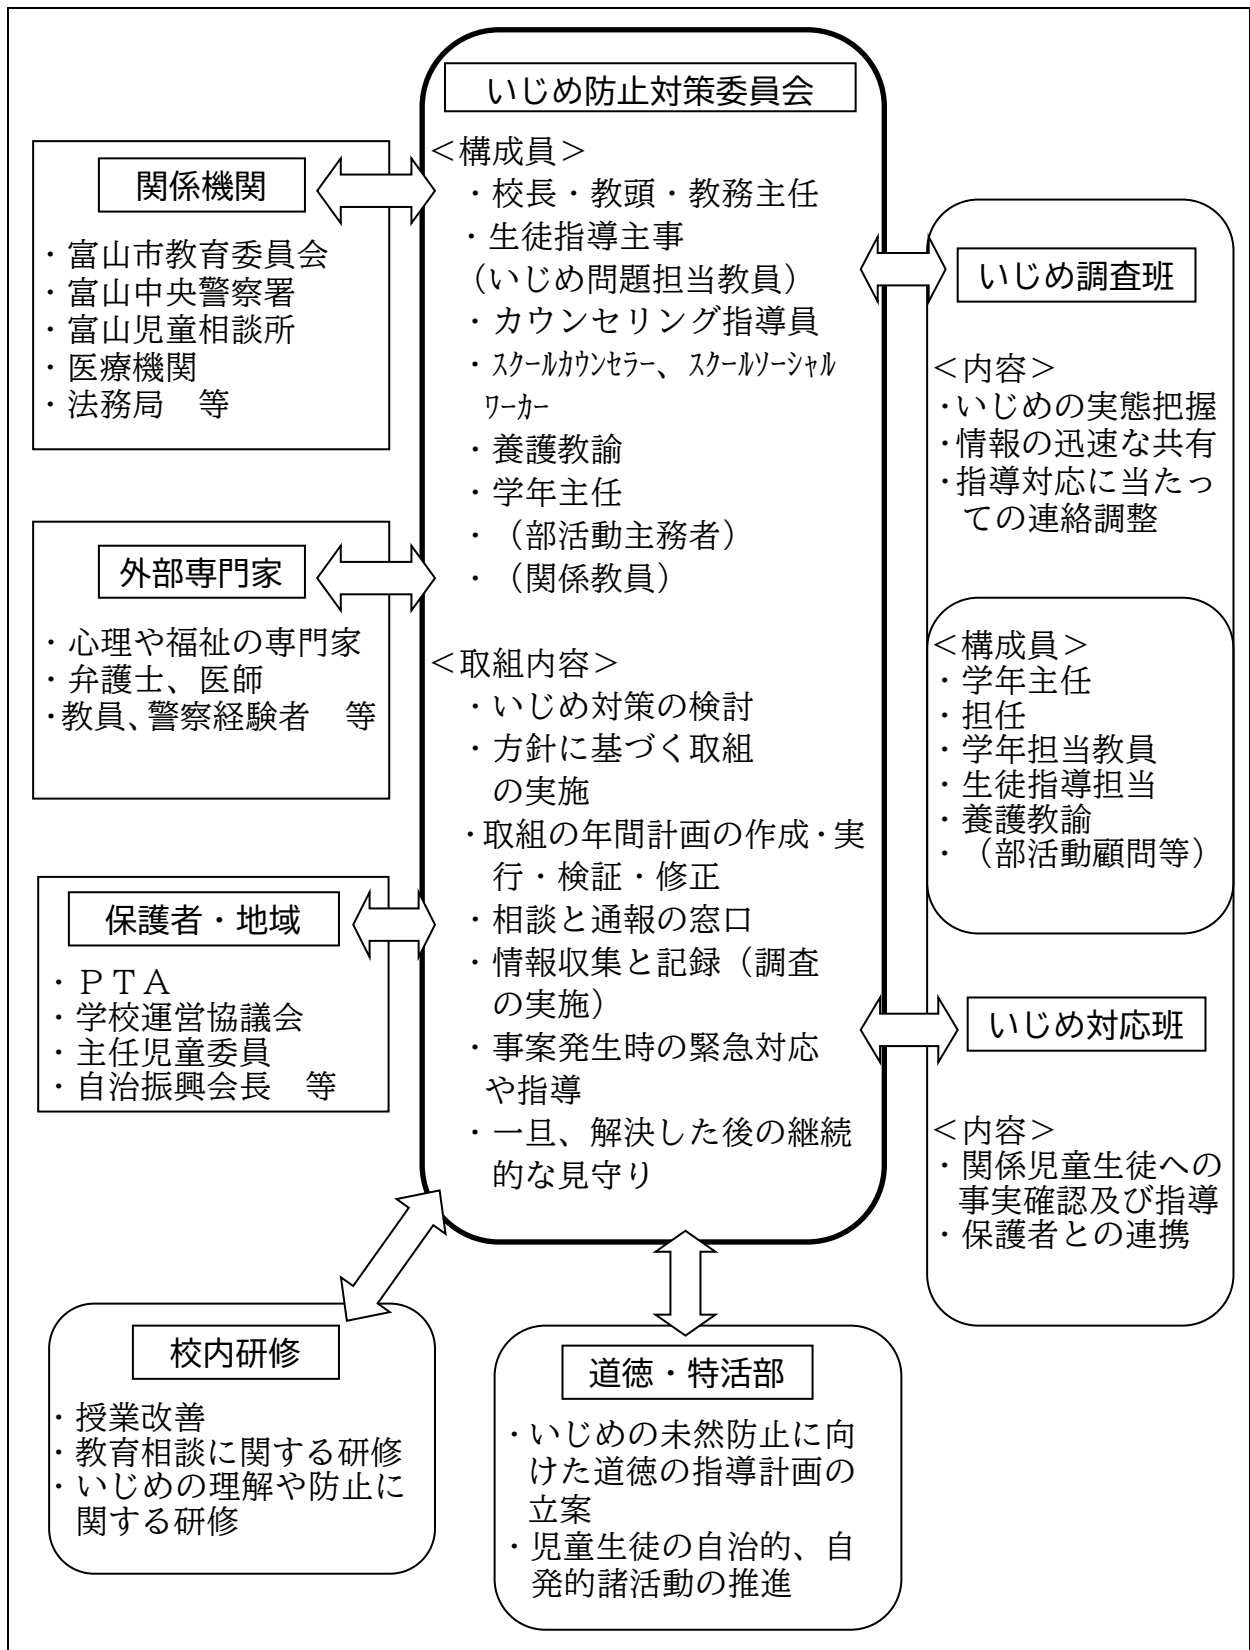 いじめ防止対策委員会
＜構成員＞
・校長・教頭・教務主任
・生徒指導主事
（いじめ問題担当教員）
・カウンセリング指導員
・スクールカウンセラー、スクールソーシャル
ワーカー
・養護教諭
・学年主任
・（部活動主務者）
・（関係教員）
＜取組内容＞
・いじめ対策の検討
・方針に基づく取組
の実施
・取組の年間計画の作成・実
行・検証・修正
・相談と通報の窓口
・情報収集と記録（調査
の実施）
・事案発生時の緊急対応
や指導
・一旦、解決した後の継続
的な見守り
関係機関
・富山市教育委員会
・富山中央警察署
・富山児童相談所
・医療機関
・法務局　等
外部専門家
・心理や福祉の専門家
・弁護士、医師
・教員、警察経験者　等
保護者・地域
・ＰＴＡ
・学校運営協議会
・主任児童委員
・自治振興会長　等
いじめ調査班
＜内容＞
・いじめの実態把握
・情報の迅速な共有
・指導対応に当たっ
ての連絡調整
＜構成員＞
・学年主任
・担任
・学年担当教員
・生徒指導担当
・養護教諭
・（部活動顧問等）
いじめ対応班
＜内容＞
・関係児童生徒への
事実確認及び指導
・保護者との連携
校内研修
・授業改善
・教育相談に関する研修
・いじめの理解や防止に
関する研修
道徳・特活部
・いじめの未然防止に向
けた道徳の指導計画の
立案
・児童生徒の自治的、自
発的諸活動の推進